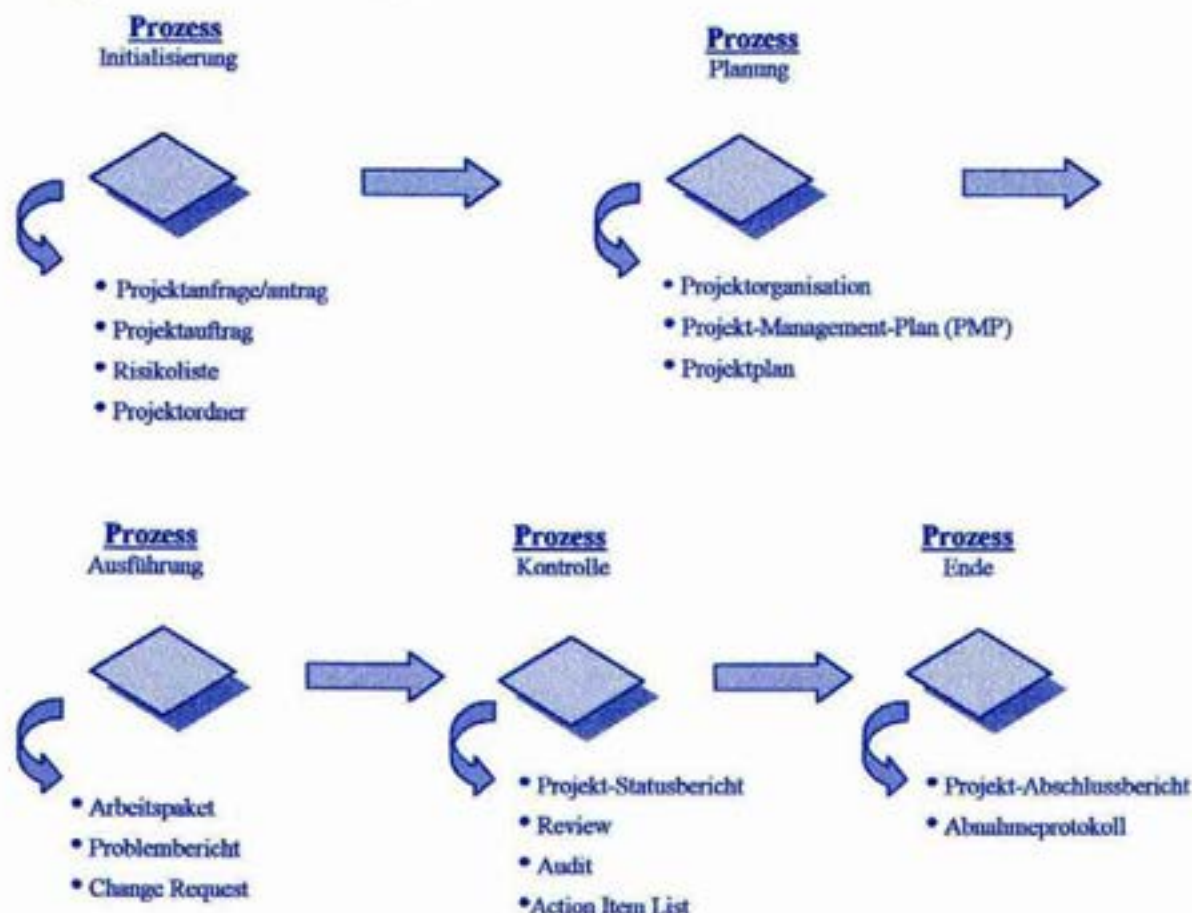 Prozess
Initialisierung
• Projektanfrage/antrag
• Projektauftrag
• Risikoliste
• Projektordner
Prozess
Planung
• Projektorganisation
• Projekt-Management-Plan (PMP)
• Projektplan
Prozess
Ausführung
• Arbeitspaket
• Problembericht
• Change Request
Prozess
Kontrolle
• Projekt-Statusbericht
• Review
• Audit
•Action Item List
Prozess
Ende
• Projekt-Abschlussbericht
• Abnahmeprotokoll